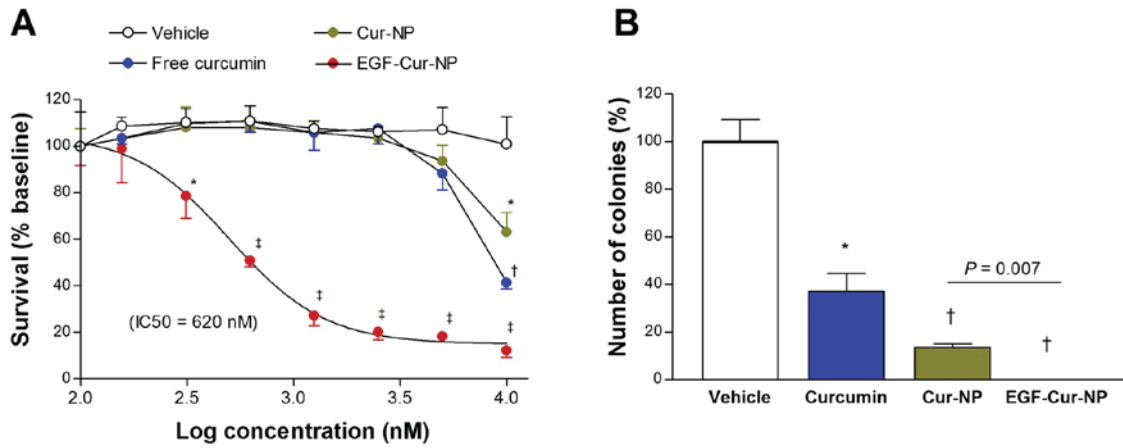 A
Vehicle
Cur-NP
Free curcumin
EGF-Cur-NP
Survival (% baseline)
120
100
80
60
40
20
0
*
‡
‡
‡
‡
‡
*
†
(IC50 = 620 nM)
2.0 2.5 3.0 3.5 4.0
Log concentration (nM)
B
Number of colonies (%)
120
100
80
60
40
20
0
*
P = 0.007
†
†
Vehicle Curcumin Cur-NP EGF-Cur-NP